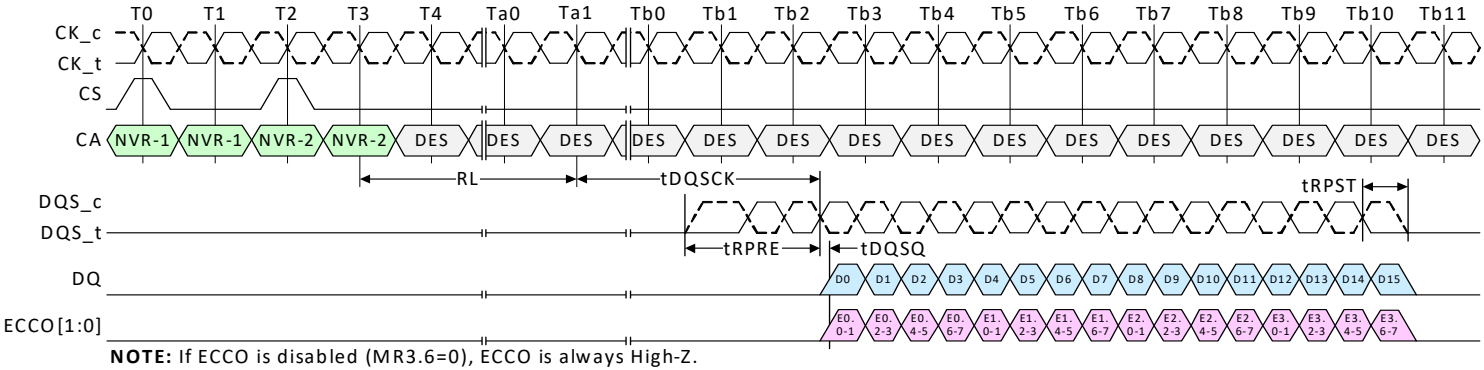 T0 T1 T2 T3 T4 Ta0 Ta1 Tb0 Tb1 Tb2 Tb3 Tb4 Tb5 Tb6 Tb7 Tb8 Tb9 Tb10 Tb11
CK_c
CK_t
CS
CA NVR-1 NVR-1 NVR-2 NVR-2 DES DES DES DES DES DES DES DES DES DES DES DES DES DES DES
RL tDQSCK tRPST
DQS_c
DQS_t
tRPRE tDQSQ
DQ D0 D1 D2 D3 D4 D5 D6 D7 D8 D9 D10 D11 D12 D13 D14 D15
ECCO[1:0] E0. E0. E0. E0. E1. E1. E1. E1. E2. E2. E2. E2. E3. E3. E3. E3.
0-1 2-3 4-5 6-7 0-1 2-3 4-5 6-7 0-1 2-3 4-5 6-7 0-1 2-3 4-5 6-7
NOTE: If ECCO is disabled (MR3.6=0), ECCO is always High-Z.